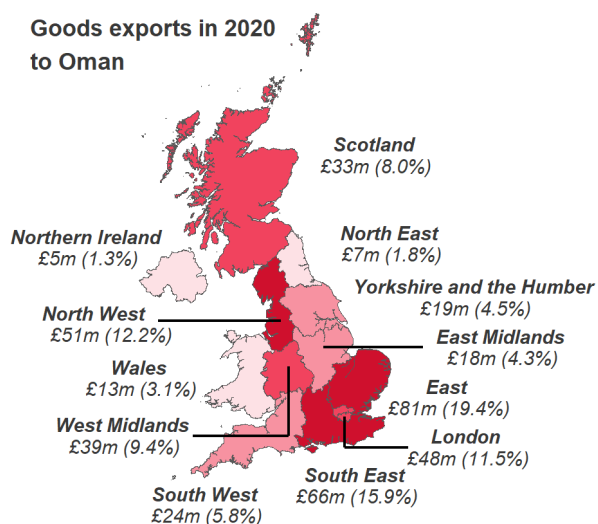 Goods exports in 2020
to Oman
Scotland
£33m (8.0%)
Northern Ireland
£5m (1.3%)
North East
£7m (1.8%)
Yorkshire and the Humber
£19m (4.5%)
North West
£51m (12.2%)
East Midlands
£18m (4.3%)
Wales
£13m (3.1%)
East
£81m (19.4%)
West Midlands
£39m (9.4%)
London
£48m (11.5%)
South East
£66m (15.9%)
South West
£24m (5.8%)